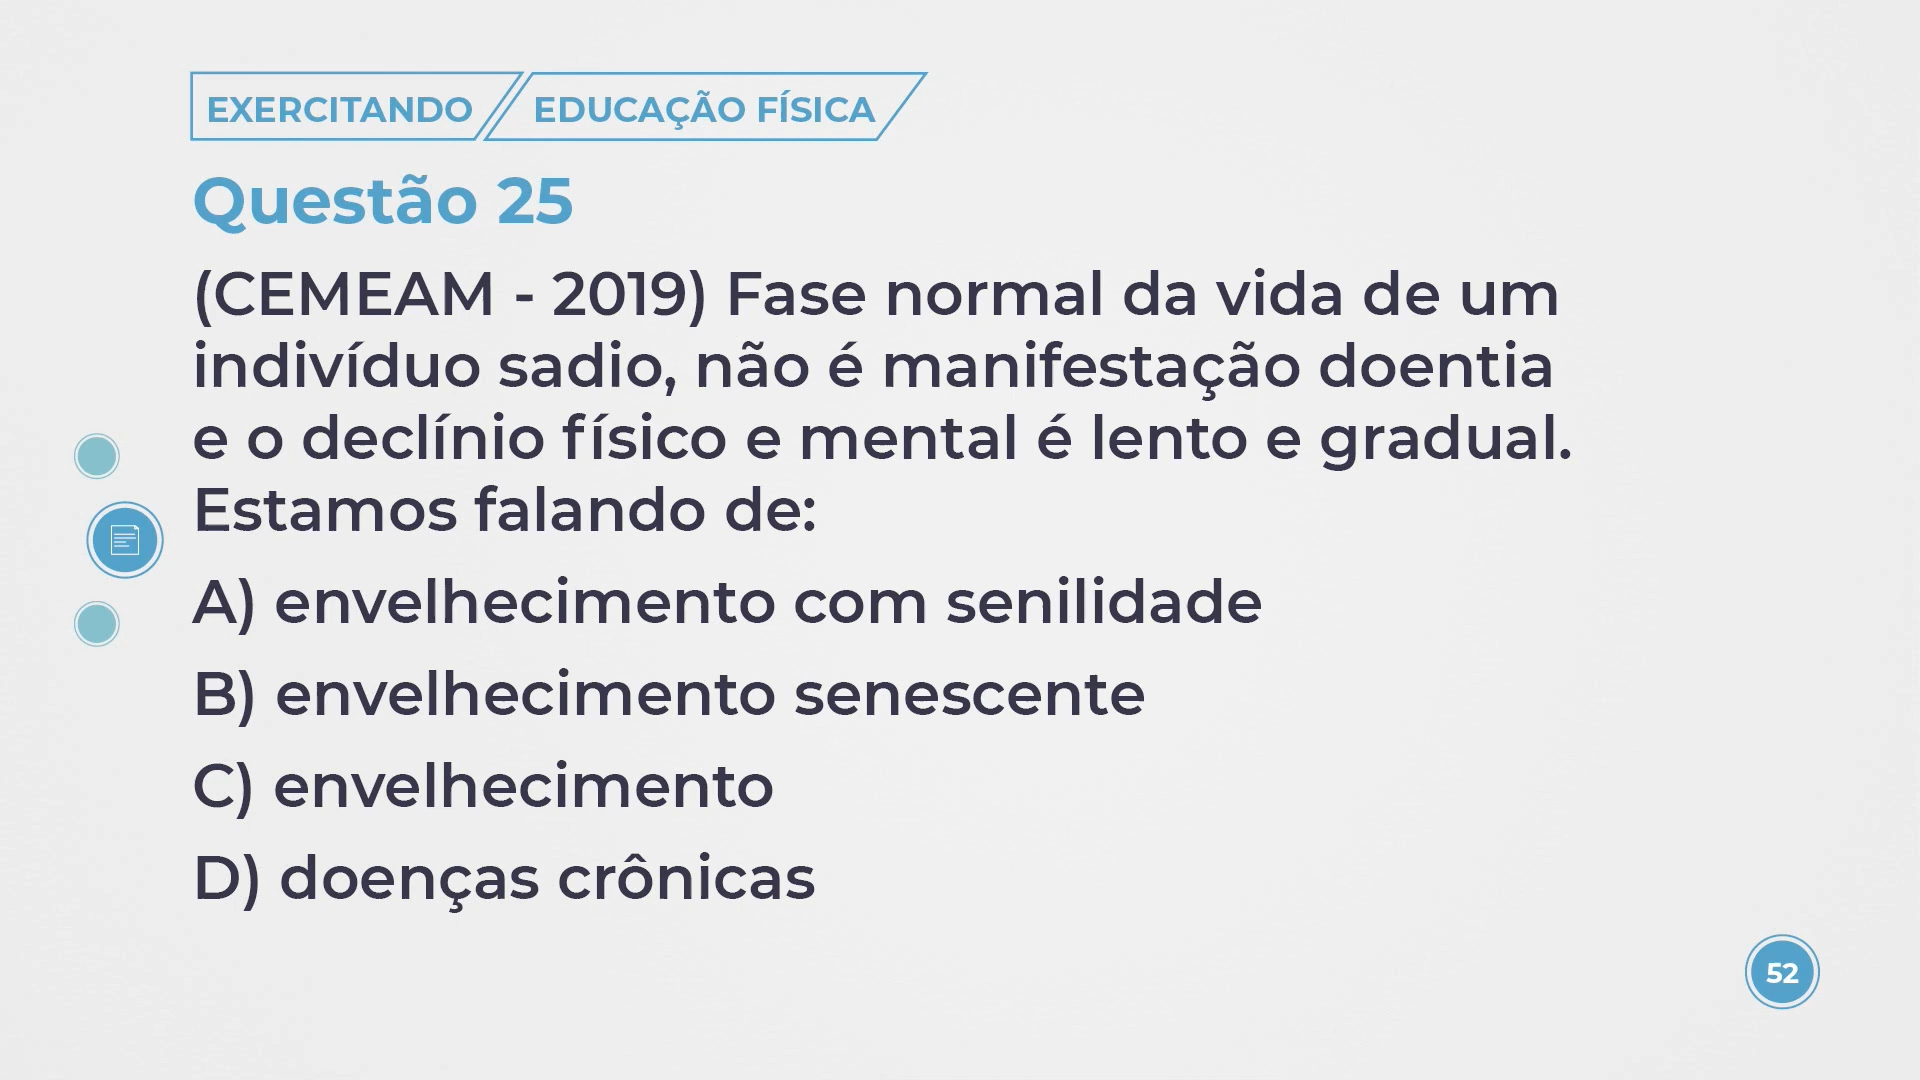 EXERCITANDO EDUCAÇÃO FÍSICA
Questão 25
(CEMEAM - 2019) Fase normal da vida de um
indivíduo sadio, não é manifestação doentia
e o declínio físico e mental é lento e gradual.
Estamos falando de:
A) envelhecimento com senilidade
B) envelhecimento senescente
C) envelhecimento
D) doenças crônicas
52